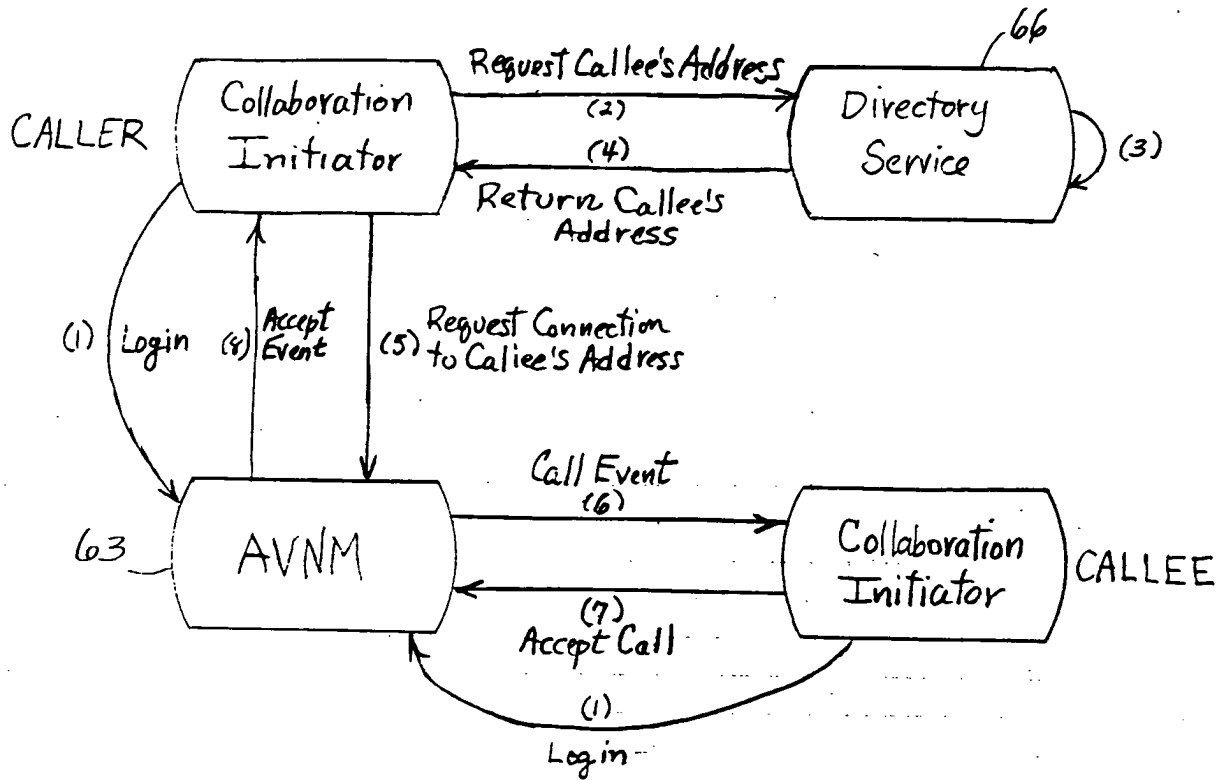 66
Request Callee's Address
(2)
Collaboration
Initiator
CALLER
Directory
Service
(3)
(4)
Return Callee's
Address
(1) Login
(8) Accept
Event
(5) Request Connection
to Caliee's Address
Call Event
(6)
63
AVNM
Collaboration
Initiator
CALLEE
(7)
Accept Call
(1)
Login